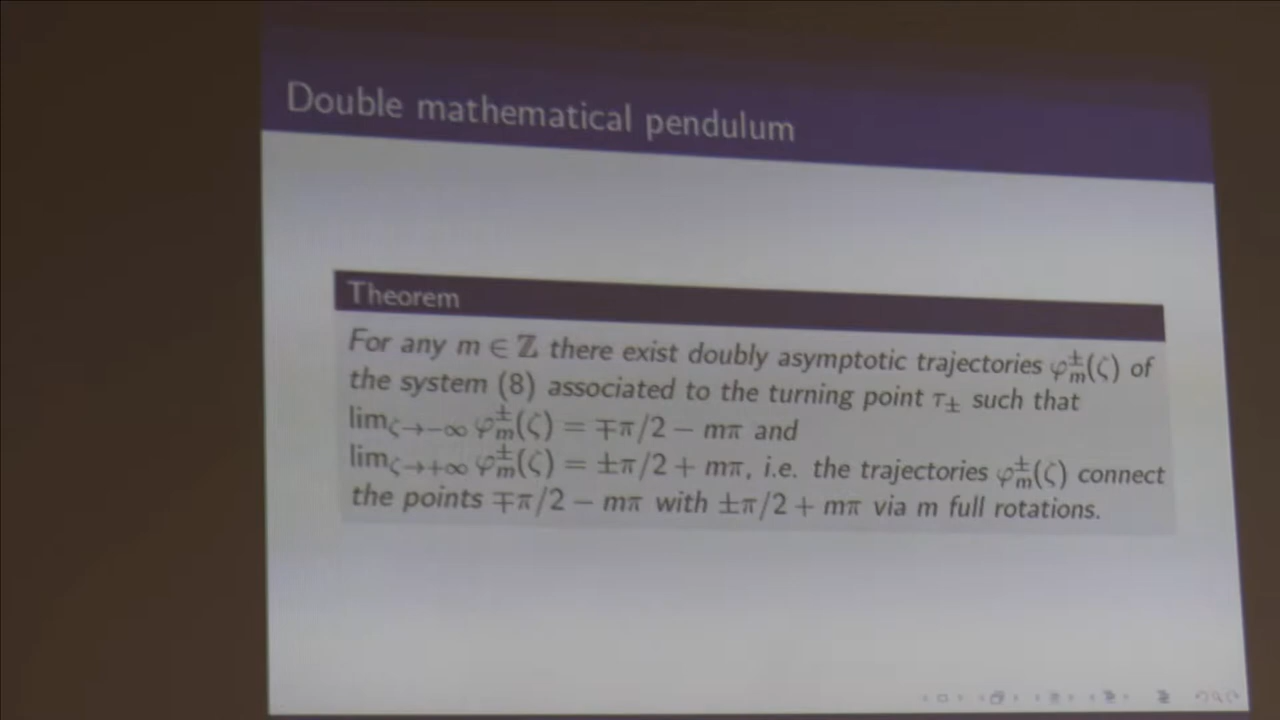 Double mathematical pendulum
Theorem
For any m ∈ ℤ there exist doubly asymptotic trajectories φ±m(ζ) of
the system (8) associated to the turning point τ± such that
limζ→−∞ φ±m(ζ) = ∓π/2 − mπ and
limζ→+∞ φ±m(ζ) = ±π/2 + mπ, i.e. the trajectories φ±m(ζ) connect
the points ∓π/2 − mπ with ±π/2 + mπ via m full rotations.